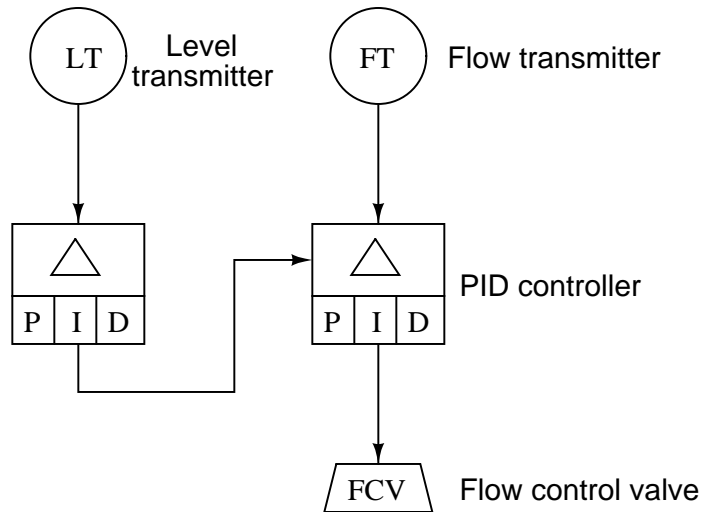 LT
Level
transmitter
FT
Flow transmitter
P I D
P I D
PID controller
FCV
Flow control valve